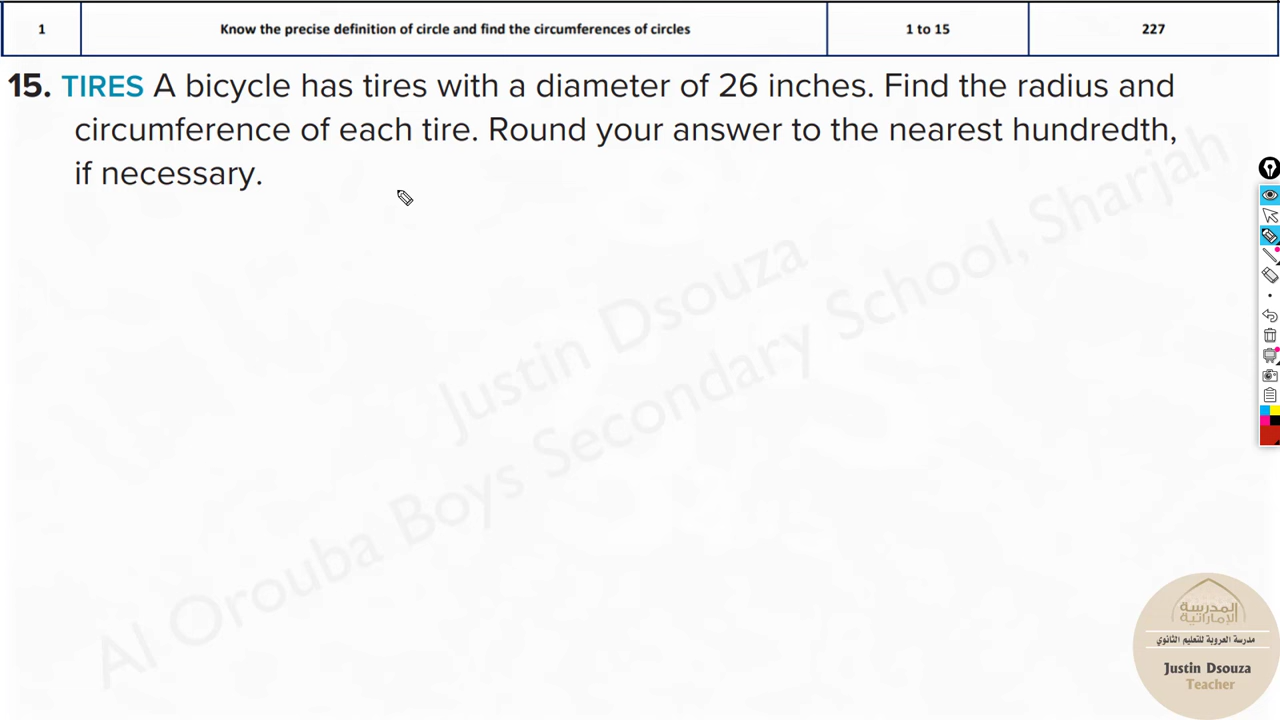 1 Know the precise definition of circle and find the circumferences of circles 1 to 15 227
15. TIRES A bicycle has tires with a diameter of 26 inches. Find the radius and
circumference of each tire. Round your answer to the nearest hundredth,
if necessary.
Justin Dsouza
Al Orouba Boys Secondary School, Sharjah
المدرسة
الإماراتية
مدرسة العروبة للتعليم الثانوي
Justin Dsouza
Teacher